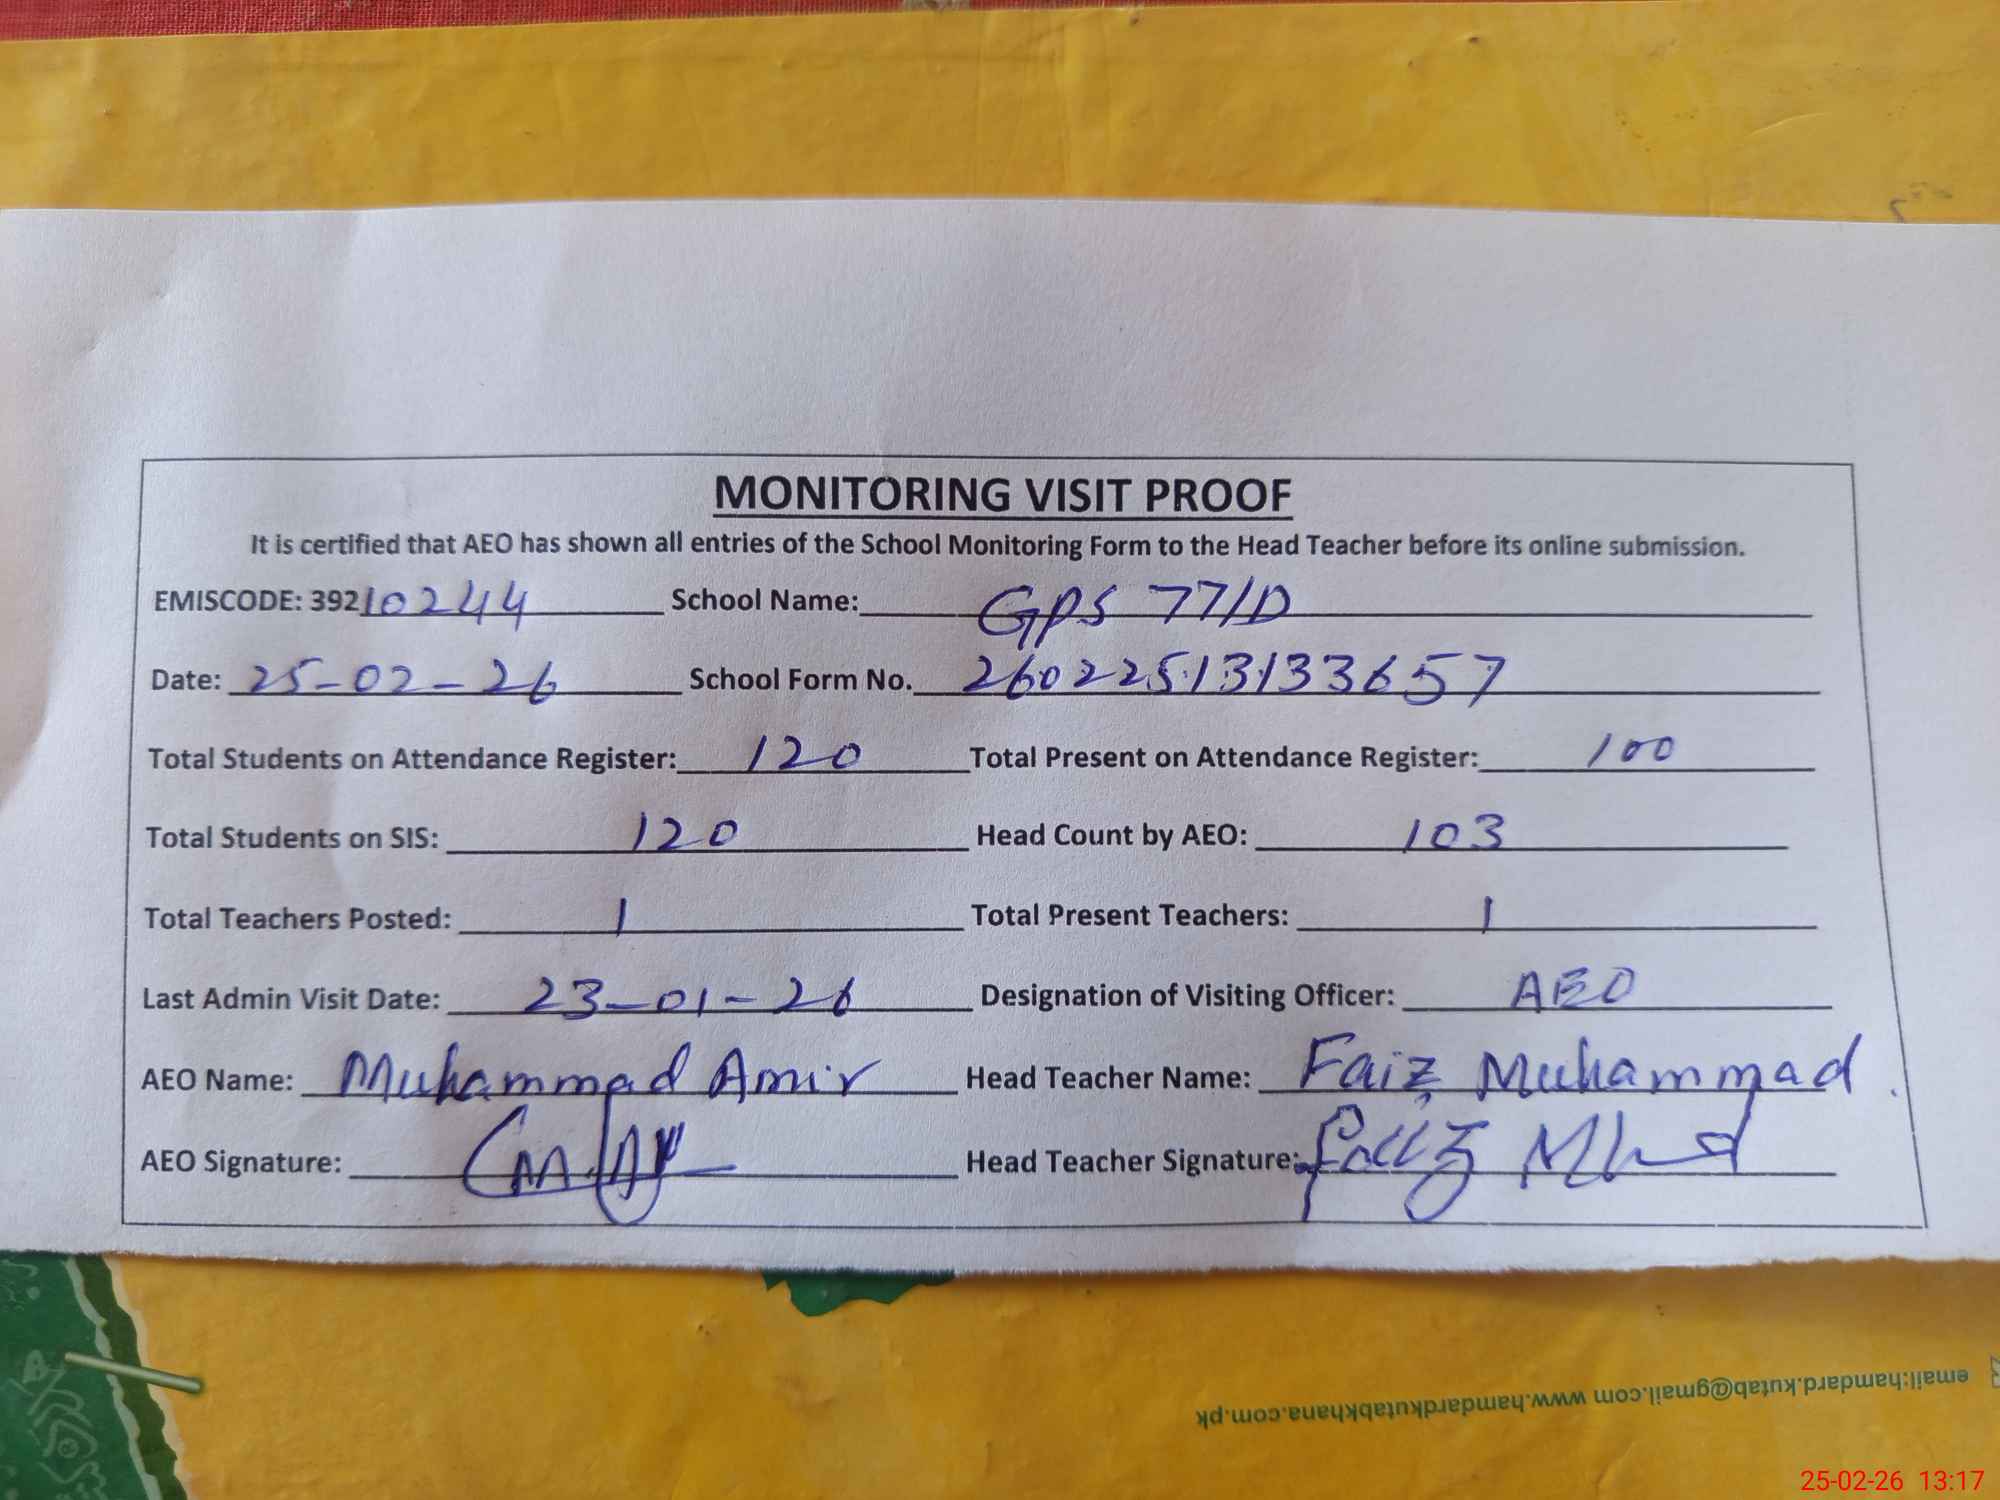 MONITORING VISIT PROOF
It is certified that AEO has shown all entries of the School Monitoring Form to the Head Teacher before its online submission.
EMISCODE: 39210244 School Name: GPS 77/D
Date: 25-02-26 School Form No. 26022513133657
Total Students on Attendance Register: 120 Total Present on Attendance Register: 100
Total Students on SIS: 120 Head Count by AEO: 103
Total Teachers Posted: 1 Total Present Teachers: 1
Last Admin Visit Date: 23-01-26 Designation of Visiting Officer: AEO
AEO Name: Muhammad Amir Head Teacher Name: Faiz Muhammad.
AEO Signature: Head Teacher Signature: Faiz Mhd
email:hamdard.kutab@gmail.com www.hamdardkutabkhana.com.pk
25-02-26 13:17